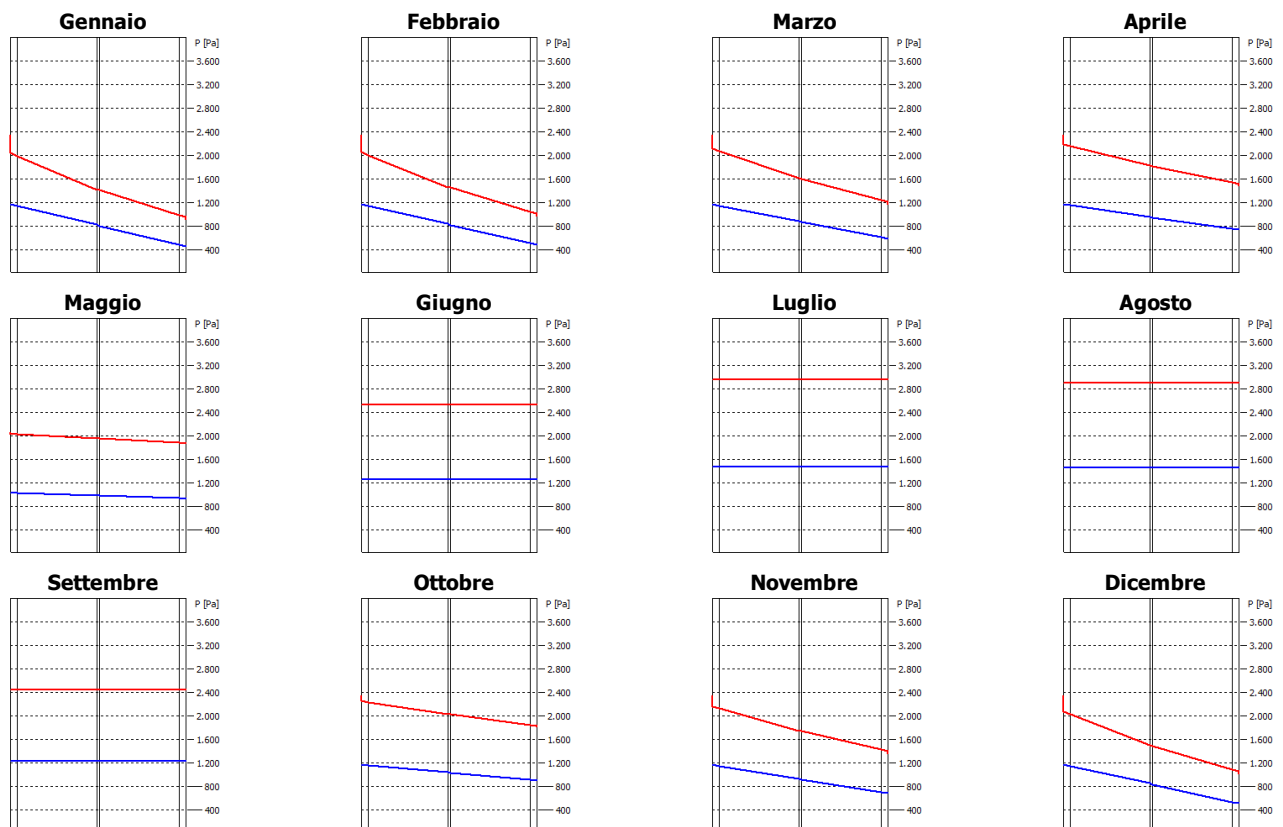 Gennaio Febbraio Marzo Aprile
P [Pa] P [Pa] P [Pa] P [Pa]
3.600 3.600 3.600 3.600
3.200 3.200 3.200 3.200
2.800 2.800 2.800 2.800
2.400 2.400 2.400 2.400
2.000 2.000 2.000 2.000
1.600 1.600 1.600 1.600
1.200 1.200 1.200 1.200
800 800 800 800
400 400 400 400
Maggio Giugno Luglio Agosto
P [Pa] P [Pa] P [Pa] P [Pa]
3.600 3.600 3.600 3.600
3.200 3.200 3.200 3.200
2.800 2.800 2.800 2.800
2.400 2.400 2.400 2.400
2.000 2.000 2.000 2.000
1.600 1.600 1.600 1.600
1.200 1.200 1.200 1.200
800 800 800 800
400 400 400 400
Settembre Ottobre Novembre Dicembre
P [Pa] P [Pa] P [Pa] P [Pa]
3.600 3.600 3.600 3.600
3.200 3.200 3.200 3.200
2.800 2.800 2.800 2.800
2.400 2.400 2.400 2.400
2.000 2.000 2.000 2.000
1.600 1.600 1.600 1.600
1.200 1.200 1.200 1.200
800 800 800 800
400 400 400 400